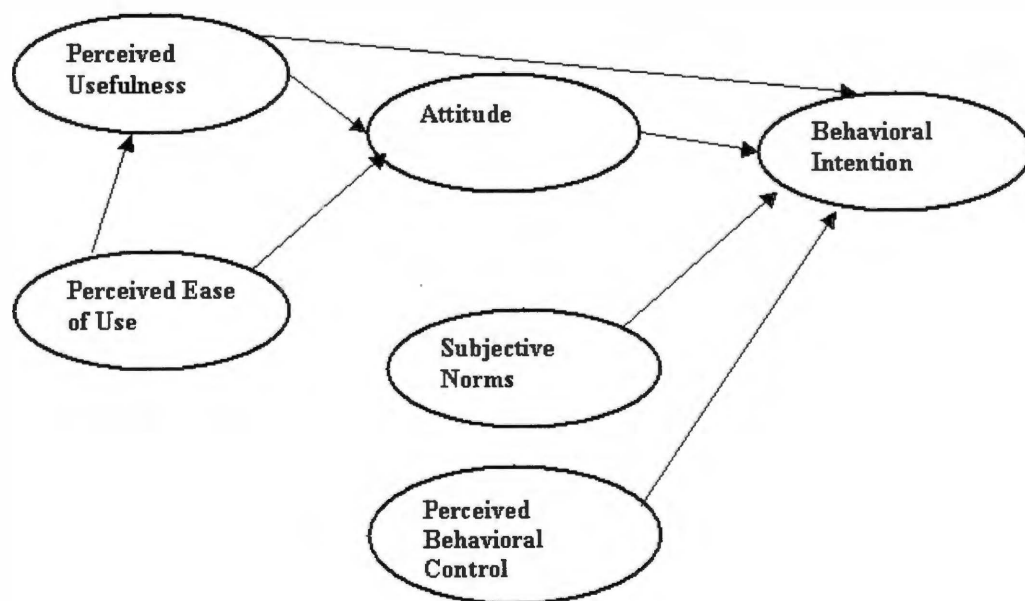 Perceived
Usefulness
Attitude
Behavioral
Intention
Perceived Ease
of Use
Subjective
Norms
Perceived
Behavioral
Control